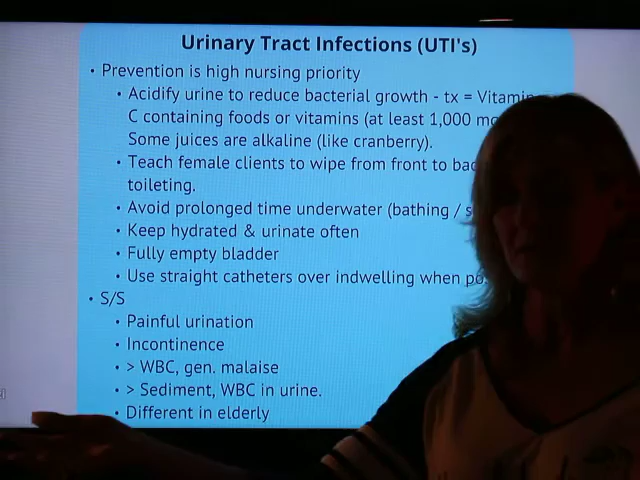 Urinary Tract Infections (UTI's)
• Prevention is high nursing priority
• Acidify urine to reduce bacterial growth - tx =
C containing foods or vitamins (at least 1,000
Some juices are alkaline (like cranberry).
• Teach female clients to wipe from front to
toileting.
• Avoid prolonged time underwater (bathing /
• Keep hydrated & urinate often
• Fully empty bladder
• Use straight catheters over indwelling when
• S/S
• Painful urination
• Incontinence
• > WBC, gen. malaise
• > Sediment, WBC in urine.
• Different in elderly